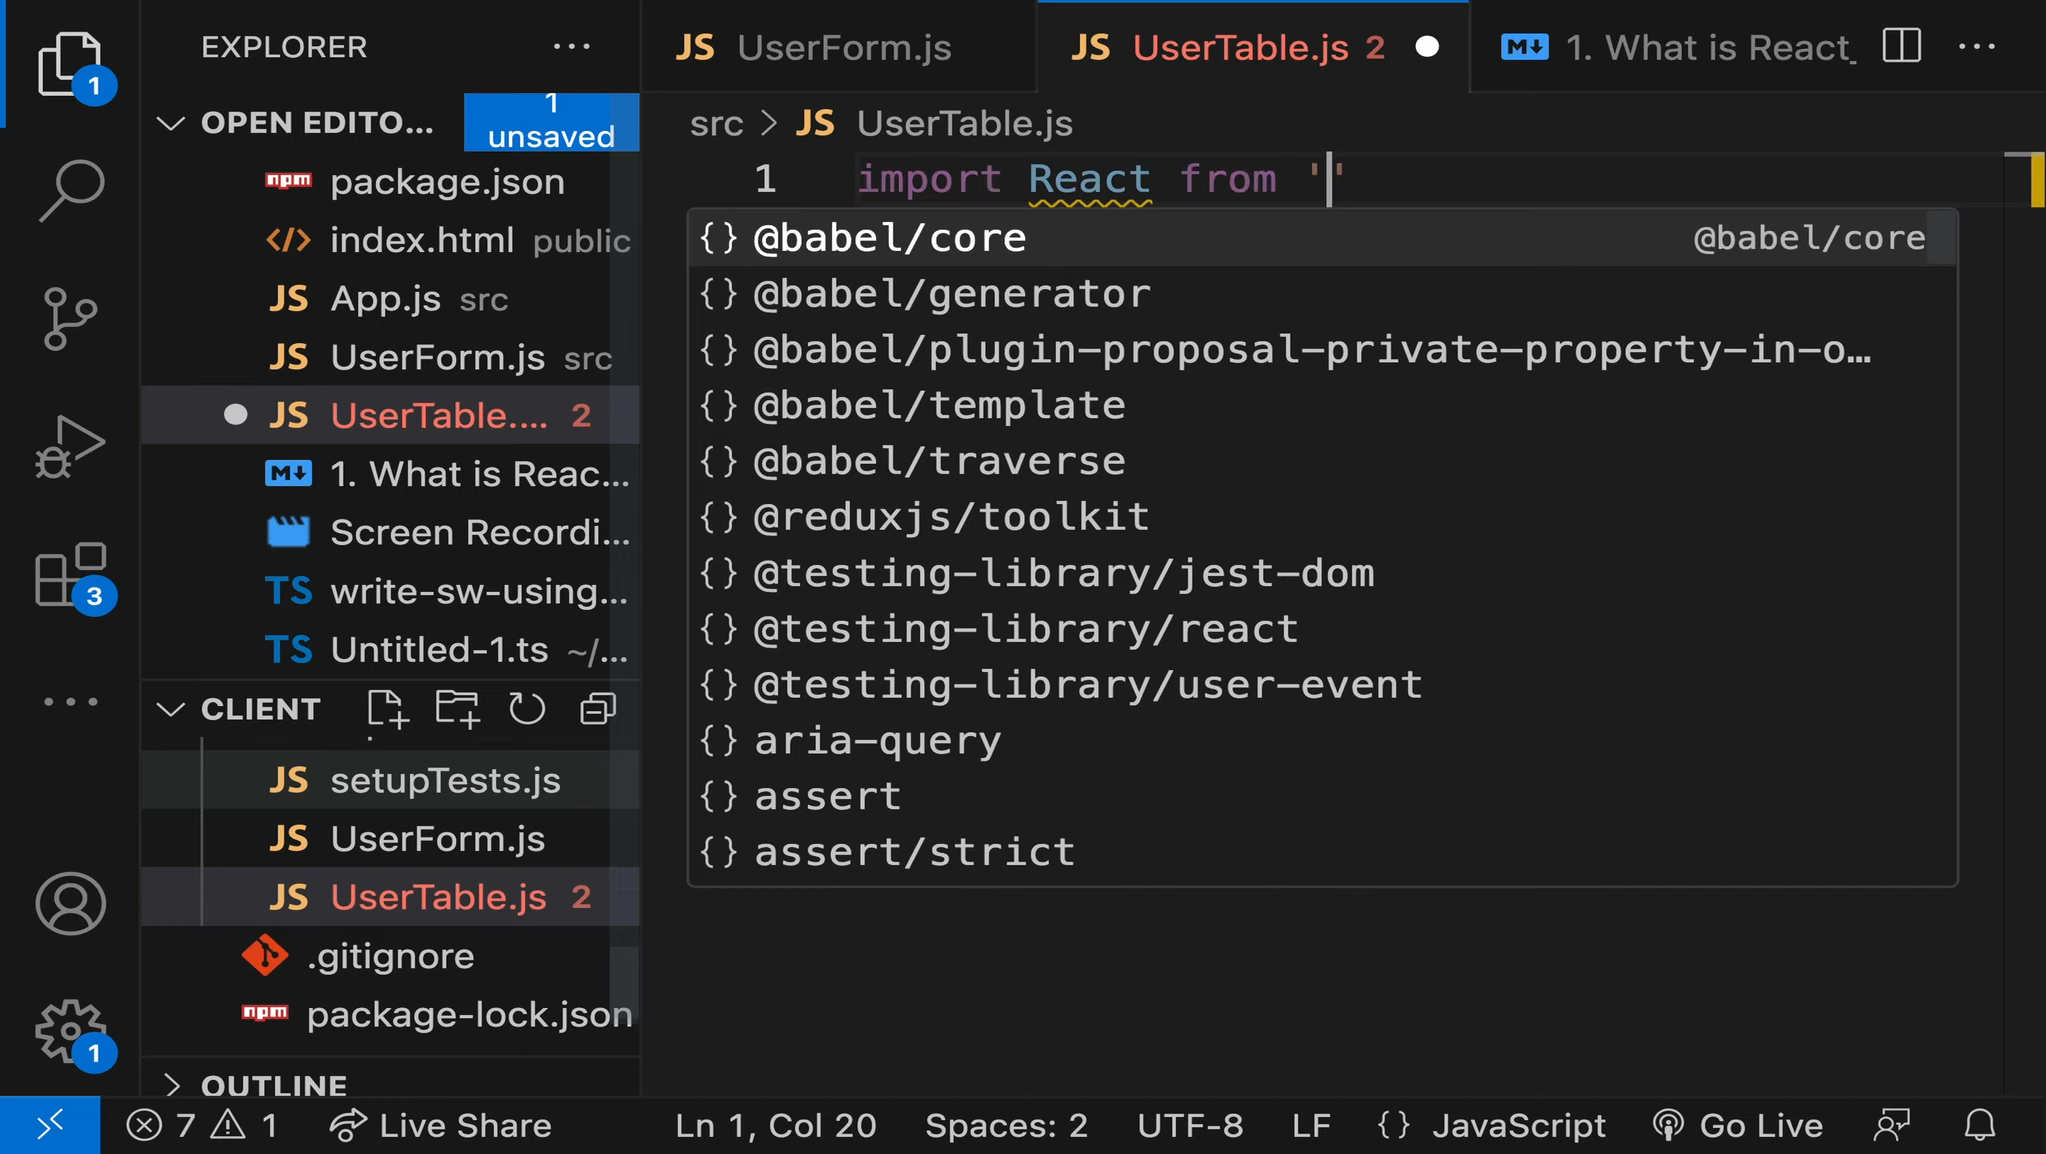 EXPLORER
OPEN EDITO...
1 unsaved
npm package.json
index.html public
JS App.js src
JS UserForm.js src
JS UserTable.... 2
M↓ 1. What is Reac...
Screen Recordi...
TS write-sw-using...
TS Untitled-1.ts ~/...
CLIENT
JS setupTests.js
JS UserForm.js
JS UserTable.js 2
.gitignore
npm package-lock.json
OUTLINE
1
3
1
JS UserForm.js
JS UserTable.js 2
M↓ 1. What is React_
src > JS UserTable.js
1 import React from ''
{} @babel/core @babel/core
{} @babel/generator
{} @babel/plugin-proposal-private-property-in-o…
{} @babel/template
{} @babel/traverse
{} @reduxjs/toolkit
{} @testing-library/jest-dom
{} @testing-library/react
{} @testing-library/user-event
{} aria-query
{} assert
{} assert/strict
7 1 Live Share Ln 1, Col 20 Spaces: 2 UTF-8 LF {} JavaScript Go Live